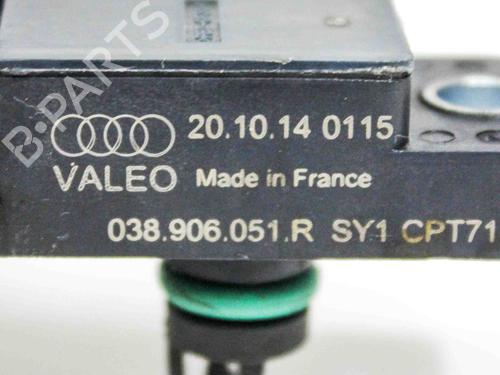 B-PARTS
20.10.14 0115
VALEO Made in France
038.906.051.R SY1 CPT71